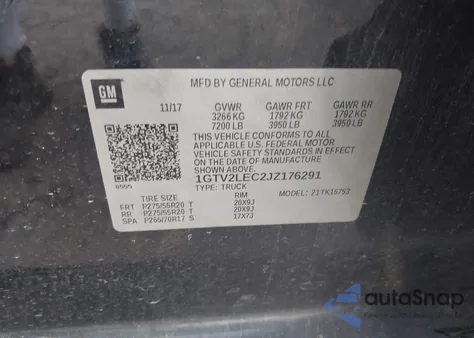 MFD BY GENERAL MOTORS LLC
GM
11/17 GVWR GAWR FRT GAWR RR
3266 KG 1792 KG 1792 KG
7200 LB 3950 LB 3950 LB
THIS VEHICLE CONFORMS TO ALL
APPLICABLE U.S. FEDERAL MOTOR
VEHICLE SAFETY STANDARDS IN EFFECT
ON THE DATE OF MANUFACTURE SHOWN ABOVE.
1GTV2LEC2JZ176291
TYPE: TRUCK MODEL: 21TK15753
TIRE SIZE RIM
FRT P275/55R20 T 20X9J
RR P275/55R20 T 20X9J
SPA P265/70R17 S 17X7J
autoSnap